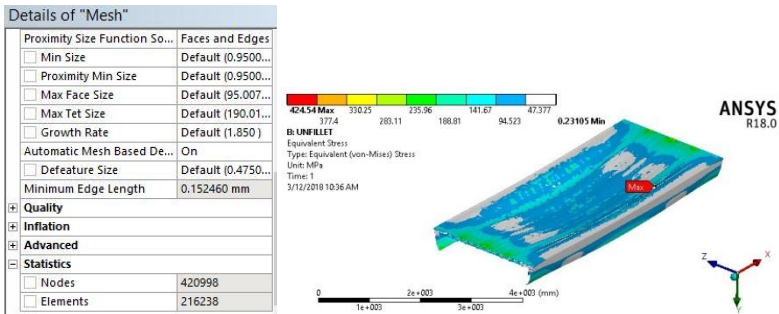 Details of "Mesh"
Proximity Size Function So... Faces and Edges
Min Size Default (0.9500...
Proximity Min Size Default (0.9500...
Max Face Size Default (95.007...
Max Tet Size Default (190.01...
Growth Rate Default (1.850 )
Automatic Mesh Based De... On
Defeature Size Default (0.4750...
Minimum Edge Length 0.152460 mm
Quality
Inflation
Advanced
Statistics
Nodes 420998
Elements 216238
424.54 Max 330.25 235.96 141.67 47.377
377.4 283.11 188.81 94.523 0.23105 Min
B: UNFILLET
Equivalent Stress
Type: Equivalent (von-Mises) Stress
Unit: MPa
Time: 1
3/12/2018 10:36 AM
ANSYS
R18.0
Max
0 2e+003 4e+003 (mm)
1e+003 3e+003
Z X
Y